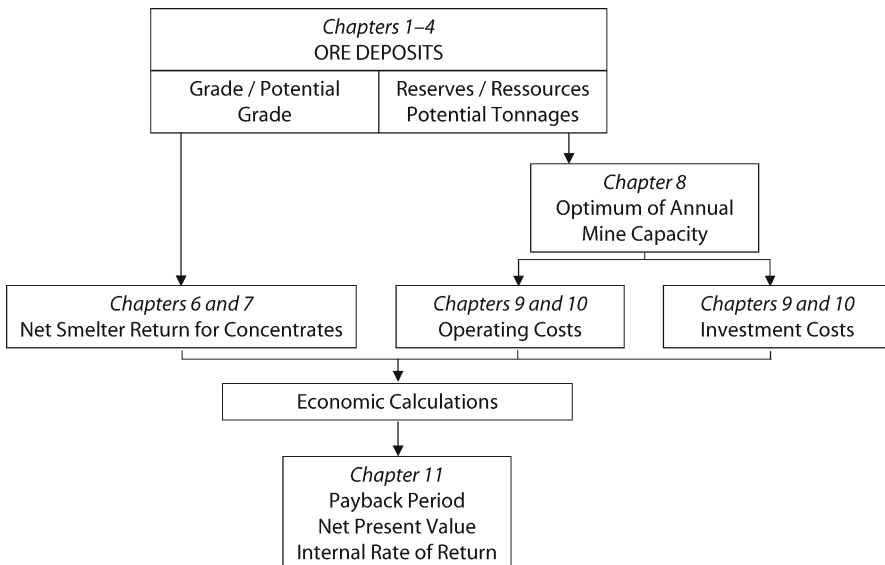 Chapters 1–4
ORE DEPOSITS
Grade / Potential
Grade
Reserves / Ressources
Potential Tonnages
Chapter 8
Optimum of Annual
Mine Capacity
Chapters 6 and 7
Net Smelter Return for Concentrates
Chapters 9 and 10
Operating Costs
Chapters 9 and 10
Investment Costs
Economic Calculations
Chapter 11
Payback Period
Net Present Value
Internal Rate of Return